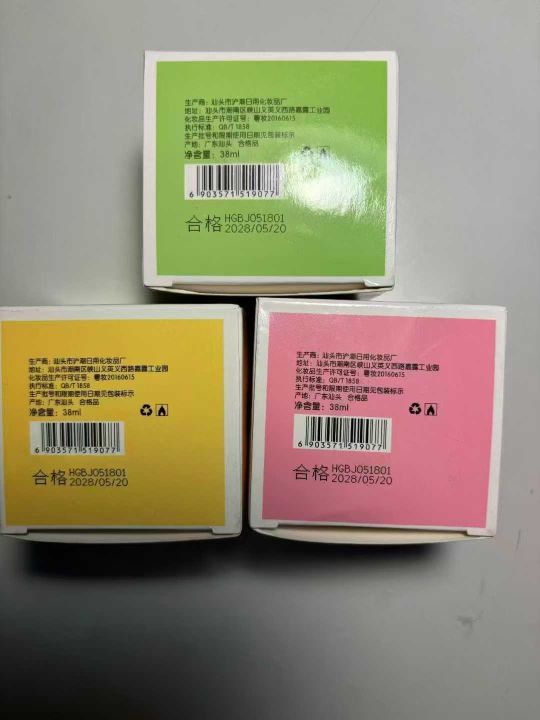 生产商：汕头市沪潮日用化妆品厂
地址：汕头市潮南区峡山义英义西路嘉露工业园
化妆品生产许可证号：粤妆20160615
执行标准：QB/T 1858
生产批号和限期使用日期见包装标示
产地：广东汕头 合格品
净含量：38ml
6 903571 519077
合格 HGBJ051801
2028/05/20
生产商：汕头市沪潮日用化妆品厂
地址：汕头市潮南区峡山义英义西路嘉露工业园
化妆品生产许可证号：粤妆20160615
执行标准：QB/T 1858
生产批号和限期使用日期见包装标示
产地：广东汕头 合格品
净含量：38ml
6 903571 519077
合格 HGBJ051801
2028/05/20
生产商：汕头市沪潮日用化妆品厂
地址：汕头市潮南区峡山义英义西路嘉露工业园
化妆品生产许可证号：粤妆20160615
执行标准：QB/T 1858
生产批号和限期使用日期见包装标示
产地：广东汕头 合格品
净含量：38ml
6 903571 519077
合格 HGBJ051801
2028/05/20